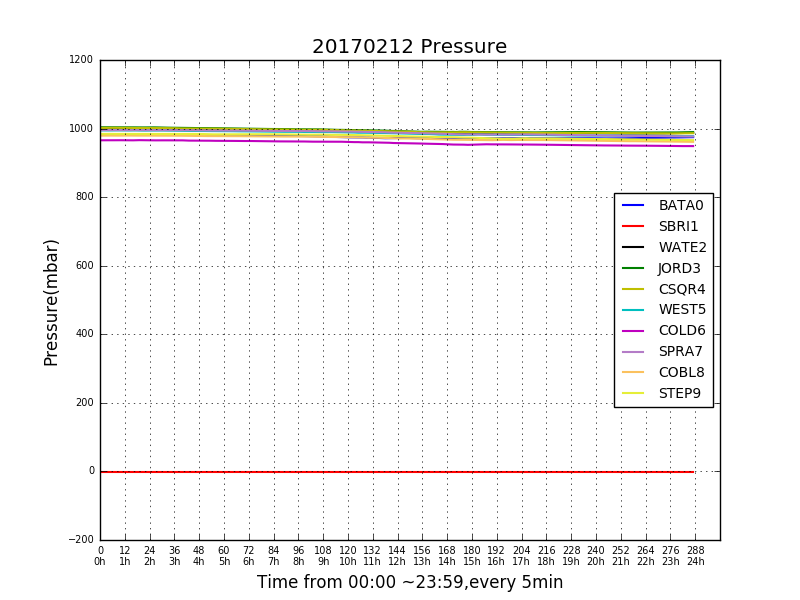 20170212 Pressure
1200
1000
800
600
400
200
0
−200
Pressure(mbar)
BATA0
SBRI1
WATE2
JORD3
CSQR4
WEST5
COLD6
SPRA7
COBL8
STEP9
0 12 24 36 48 60 72 84 96 108 120 132 144 156 168 180 192 204 216 228 240 252 264 276 288
0h 1h 2h 3h 4h 5h 6h 7h 8h 9h 10h 11h 12h 13h 14h 15h 16h 17h 18h 19h 20h 21h 22h 23h 24h
Time from 00:00 ~23:59,every 5min